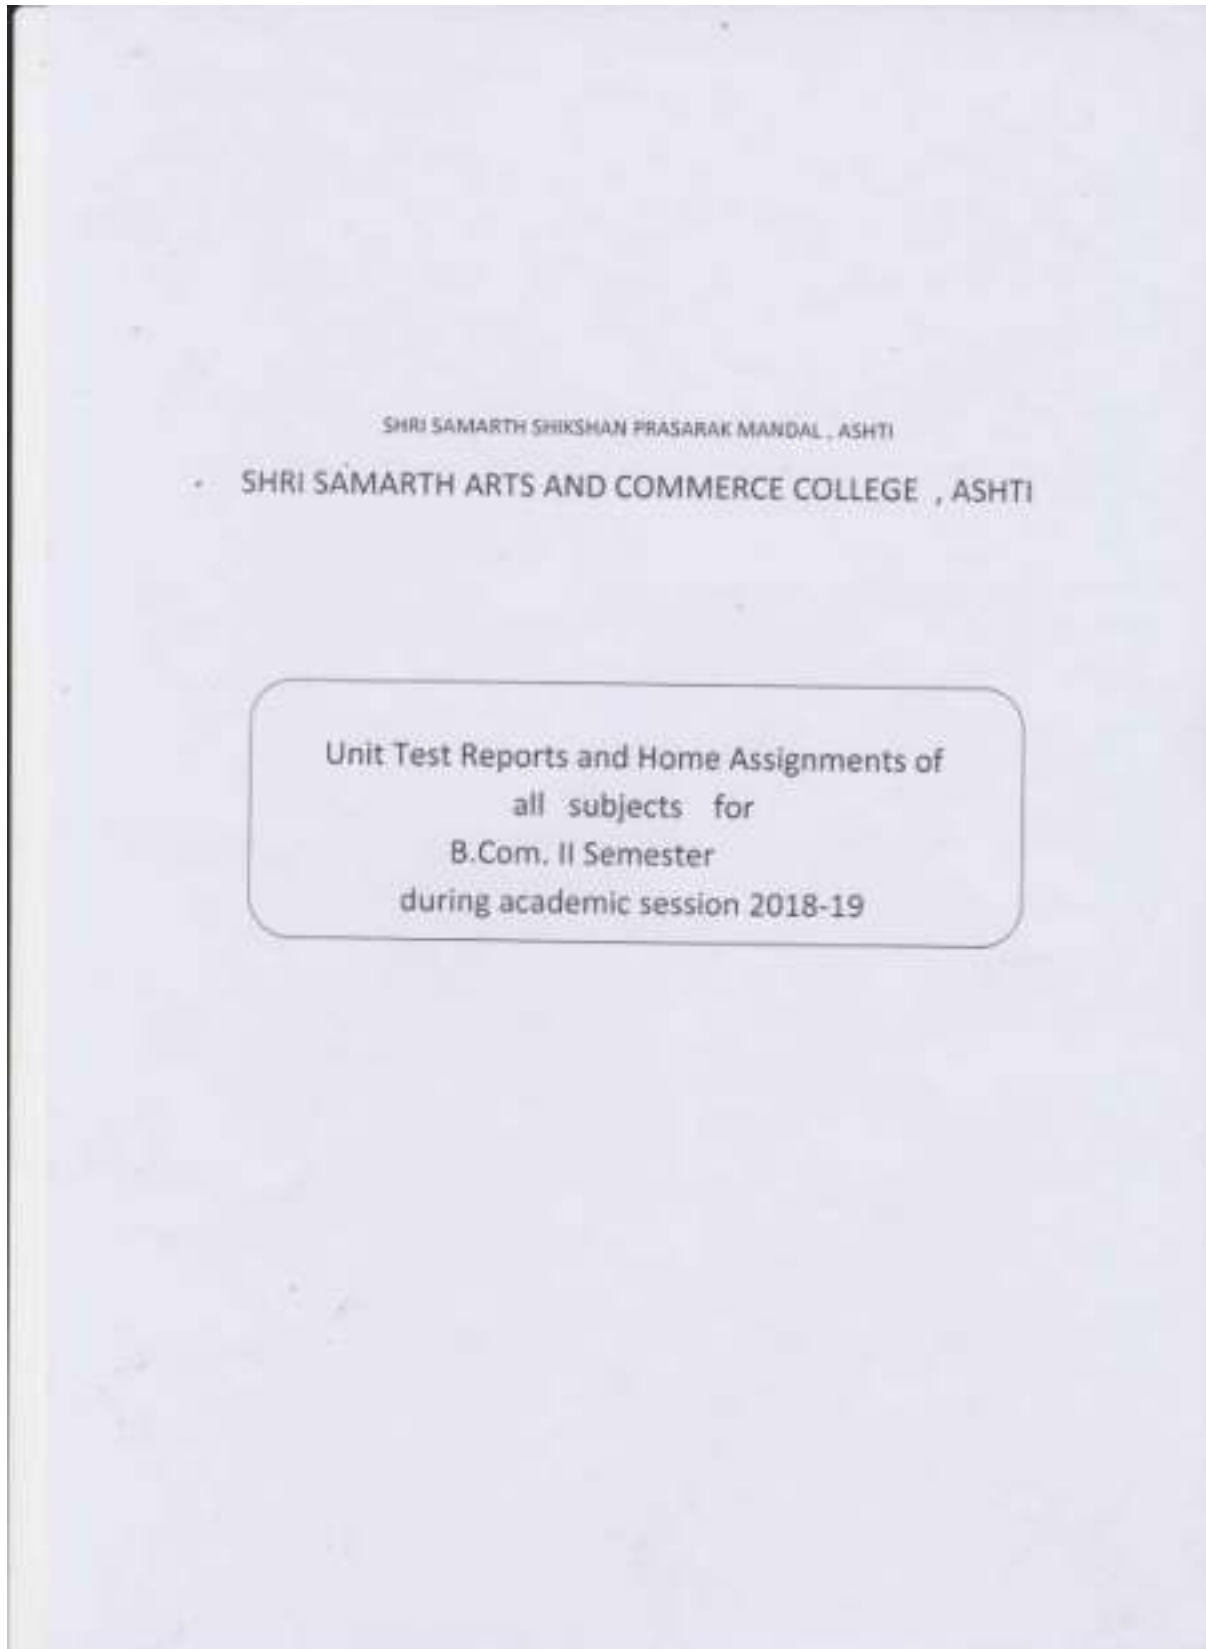 SHRI SAMARTH SHIKSHAN PRASARAK MANDAL , ASHTI
SHRI SAMARTH ARTS AND COMMERCE COLLEGE , ASHTI
Unit Test Reports and Home Assignments of
all subjects for
B.Com. II Semester
during academic session 2018-19